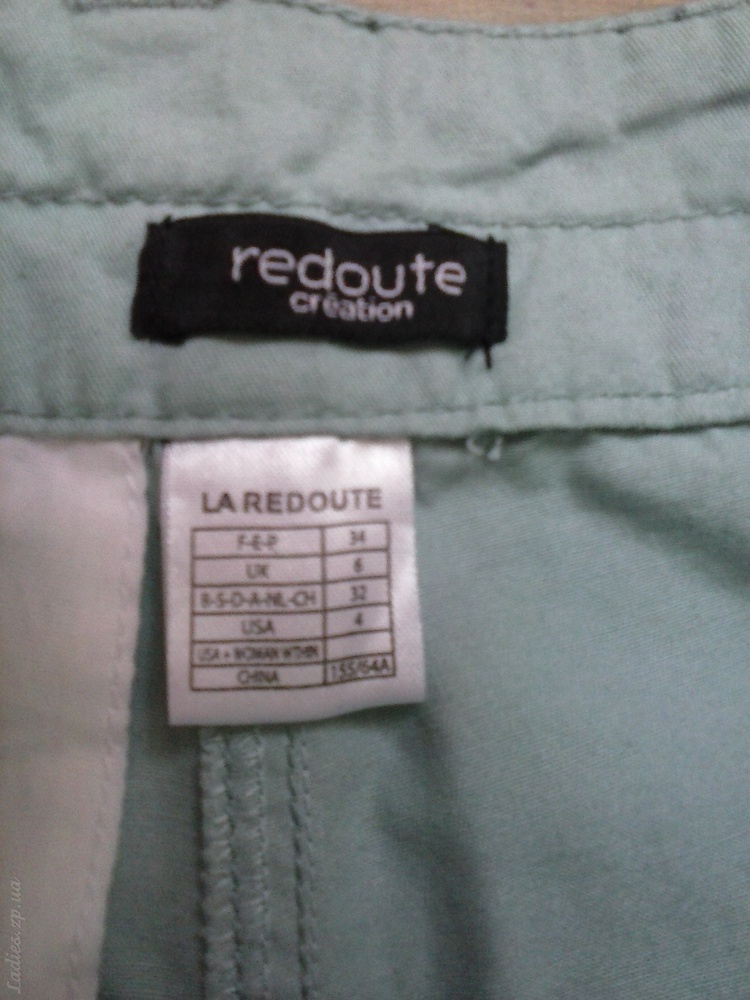 redoute
création
LA REDOUTE
F-E-P 34
UK 6
B-S-D-A-NL-CH 32
USA 4
USA + WOMAN WITHIN
CHINA 155/64A
Ladies.zp.ua